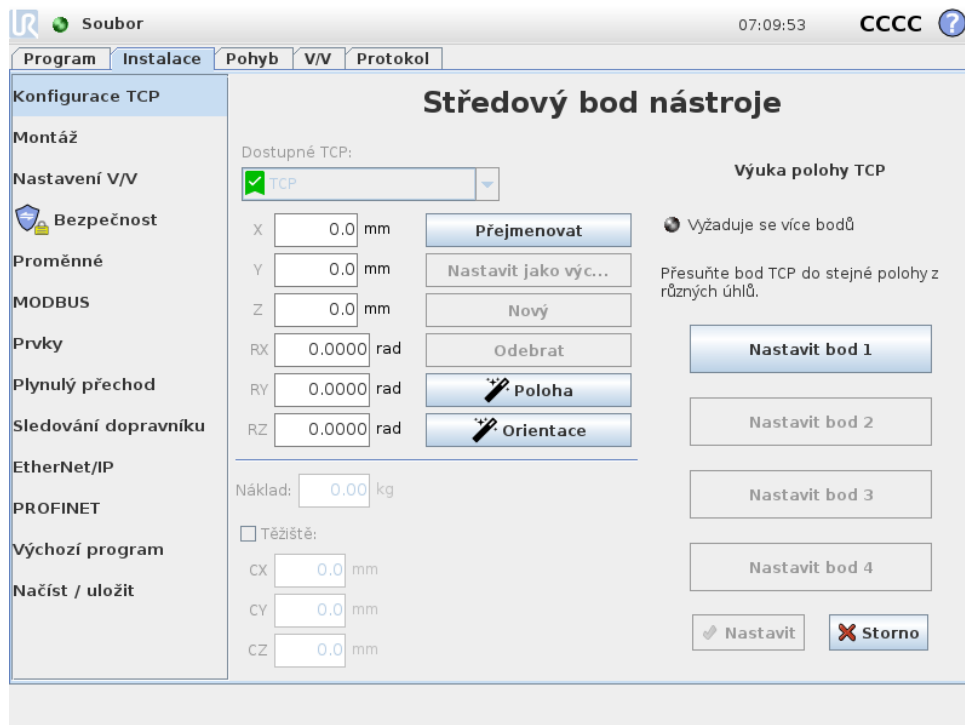 UR Soubor 07:09:53 CCCC ?
Program Instalace Pohyb V/V Protokol
Konfigurace TCP
Montáž
Nastavení V/V
Bezpečnost
Proměnné
MODBUS
Prvky
Plynulý přechod
Sledování dopravníku
EtherNet/IP
PROFINET
Výchozí program
Načíst / uložit
Středový bod nástroje
Dostupné TCP:
TCP
X 0.0 mm Přejmenovat
Y 0.0 mm Nastavit jako výc...
Z 0.0 mm Nový
RX 0.0000 rad Odebrat
RY 0.0000 rad Poloha
RZ 0.0000 rad Orientace
Náklad: 0.00 kg
Těžiště:
CX 0.0 mm
CY 0.0 mm
CZ 0.0 mm
Výuka polohy TCP
Vyžaduje se více bodů
Přesuňte bod TCP do stejné polohy z
různých úhlů.
Nastavit bod 1
Nastavit bod 2
Nastavit bod 3
Nastavit bod 4
Nastavit Storno